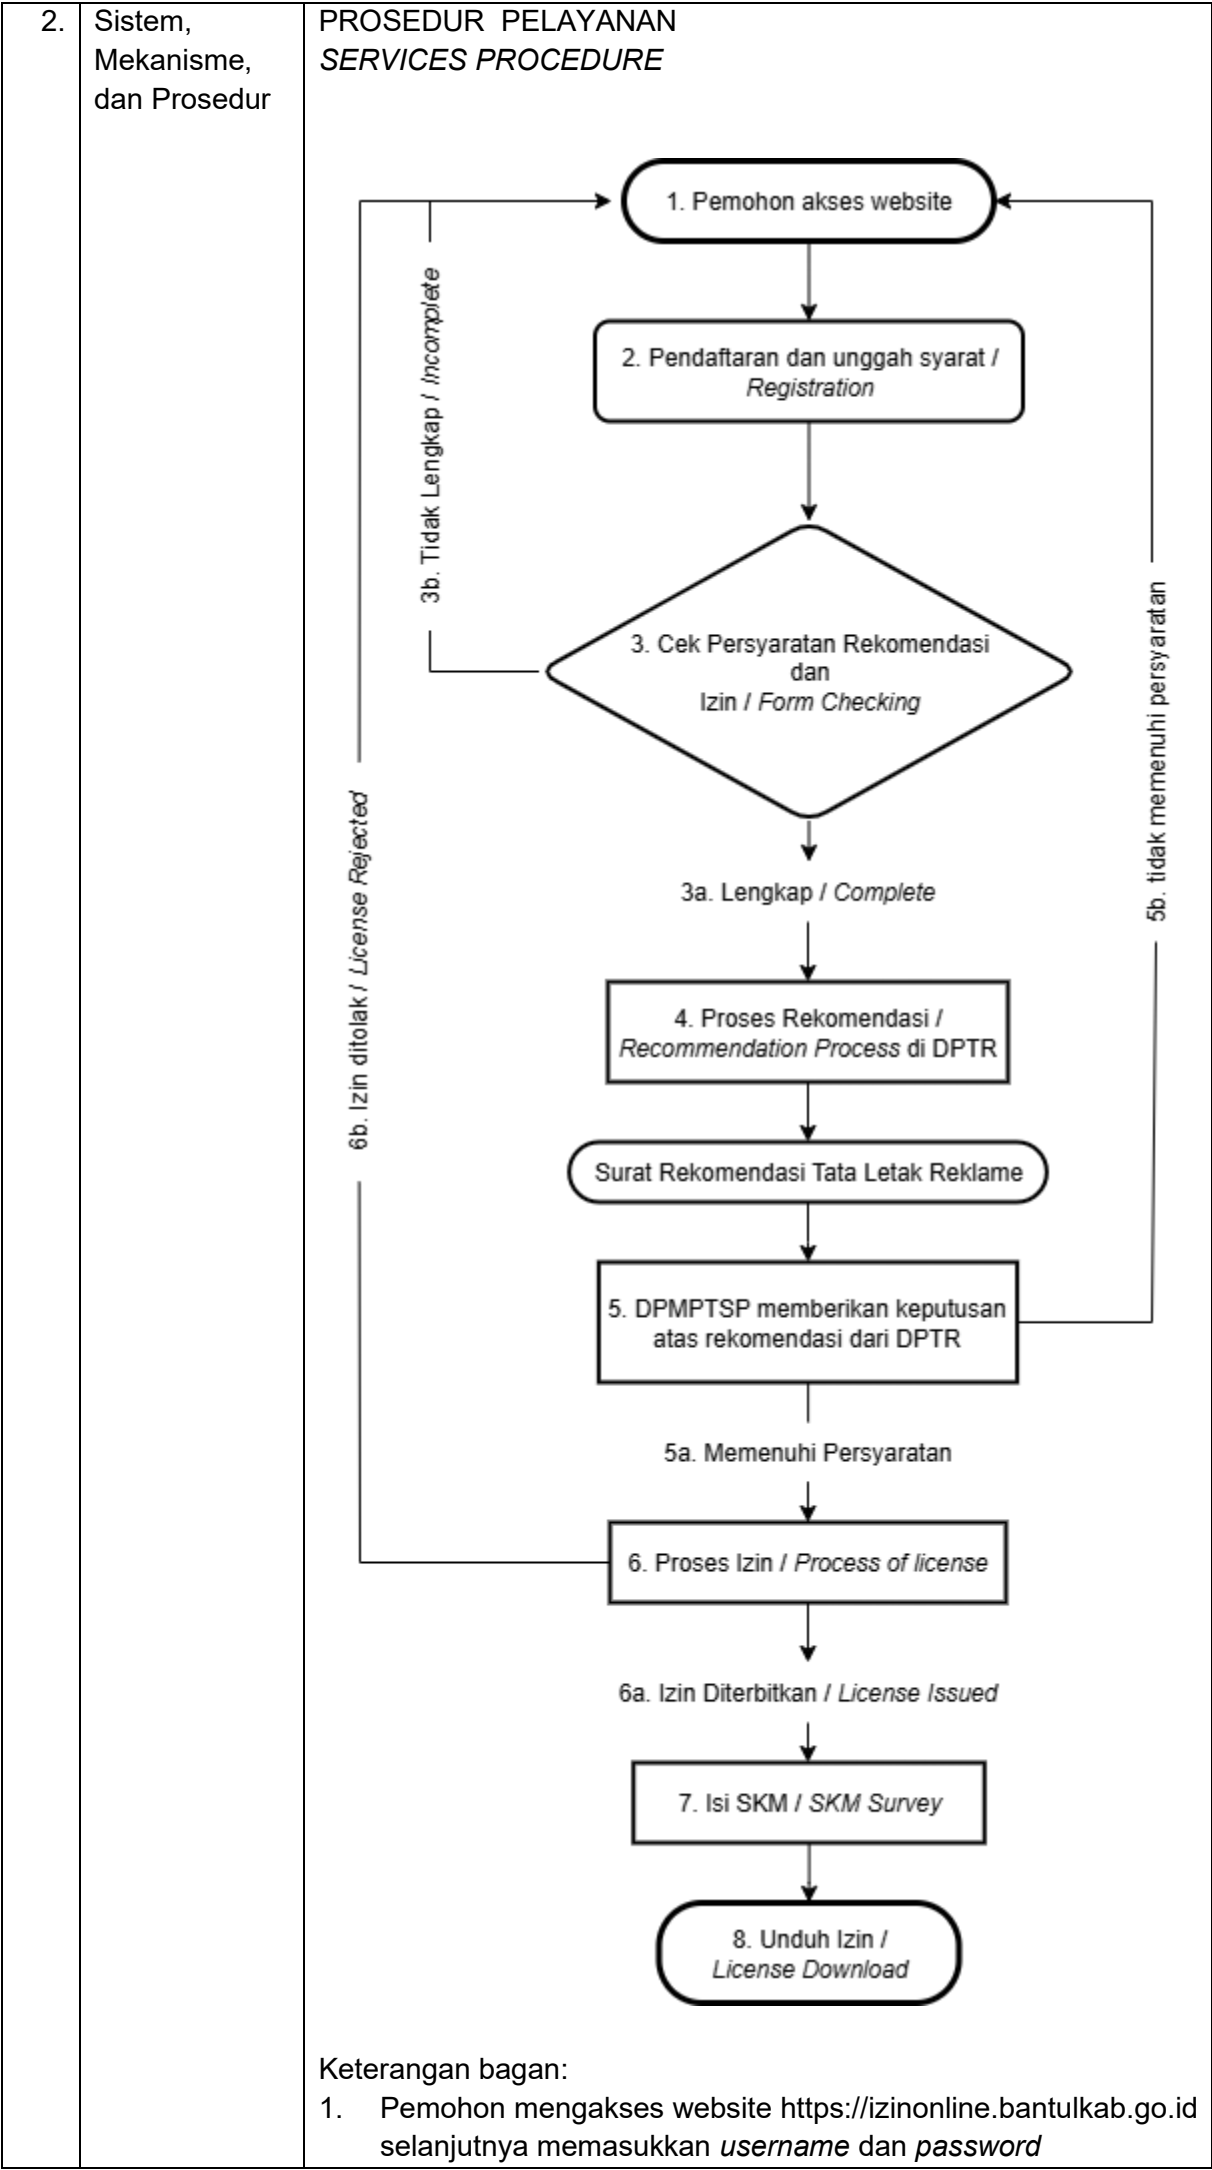 2.
Sistem,
Mekanisme,
dan Prosedur
PROSEDUR PELAYANAN
SERVICES PROCEDURE
1. Pemohon akses website
2. Pendaftaran dan unggah syarat /
Registration
3b. Tidak Lengkap / Incomplete
3. Cek Persyaratan Rekomendasi
dan
Izin / Form Checking
5b. tidak memenuhi persyaratan
6b. Izin ditolak / License Rejected
3a. Lengkap / Complete
4. Proses Rekomendasi /
Recommendation Process di DPTR
Surat Rekomendasi Tata Letak Reklame
5. DPMPTSP memberikan keputusan
atas rekomendasi dari DPTR
5a. Memenuhi Persyaratan
6. Proses Izin / Process of license
6a. Izin Diterbitkan / License Issued
7. Isi SKM / SKM Survey
8. Unduh Izin /
License Download
Keterangan bagan:
1. Pemohon mengakses website https://izinonline.bantulkab.go.id
selanjutnya memasukkan username dan password